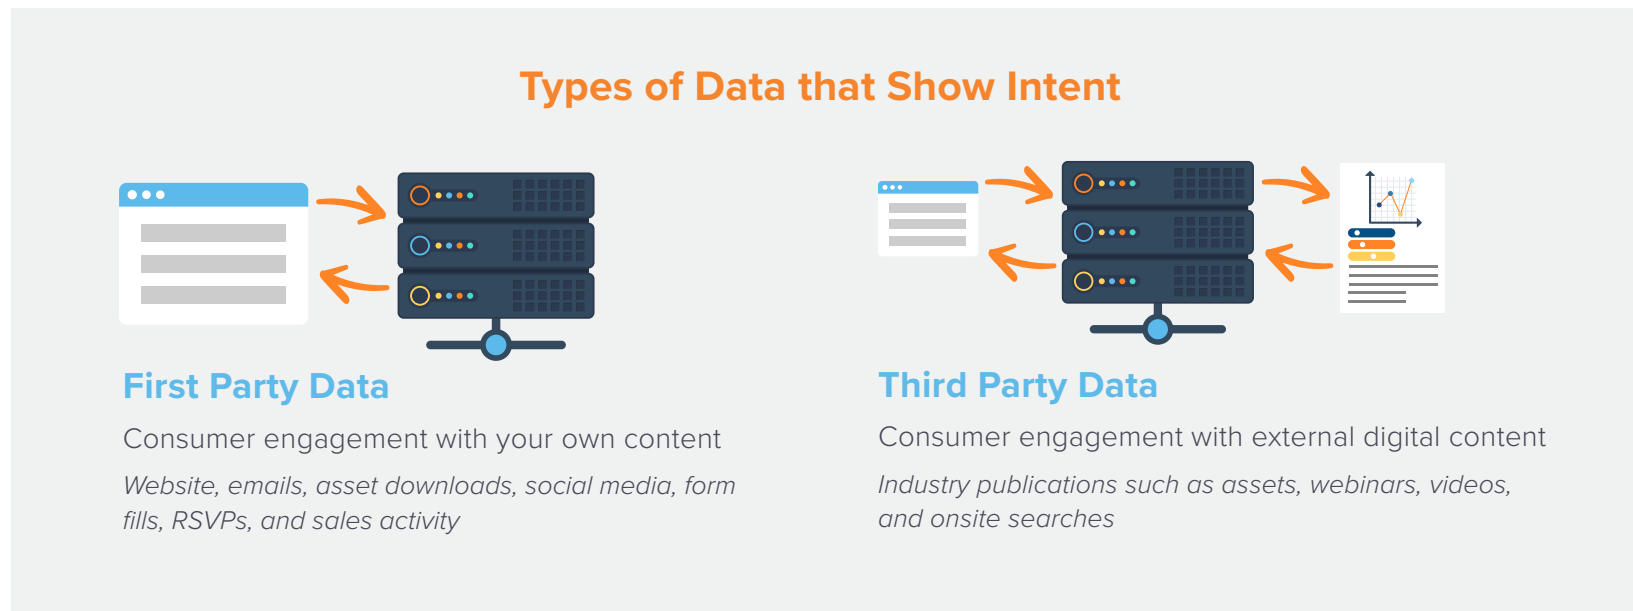 Types of Data that Show Intent
First Party Data
Consumer engagement with your own content
Website, emails, asset downloads, social media, form
fills, RSVPs, and sales activity
Third Party Data
Consumer engagement with external digital content
Industry publications such as assets, webinars, videos,
and onsite searches